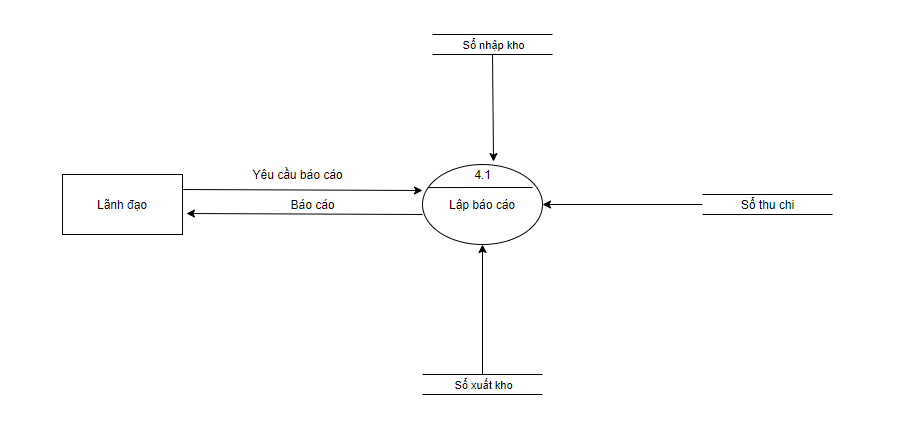 Sổ nhập kho
Yêu cầu báo cáo
4.1
Lãnh đạo
Báo cáo
Lập báo cáo
Sổ thu chi
Sổ xuất kho